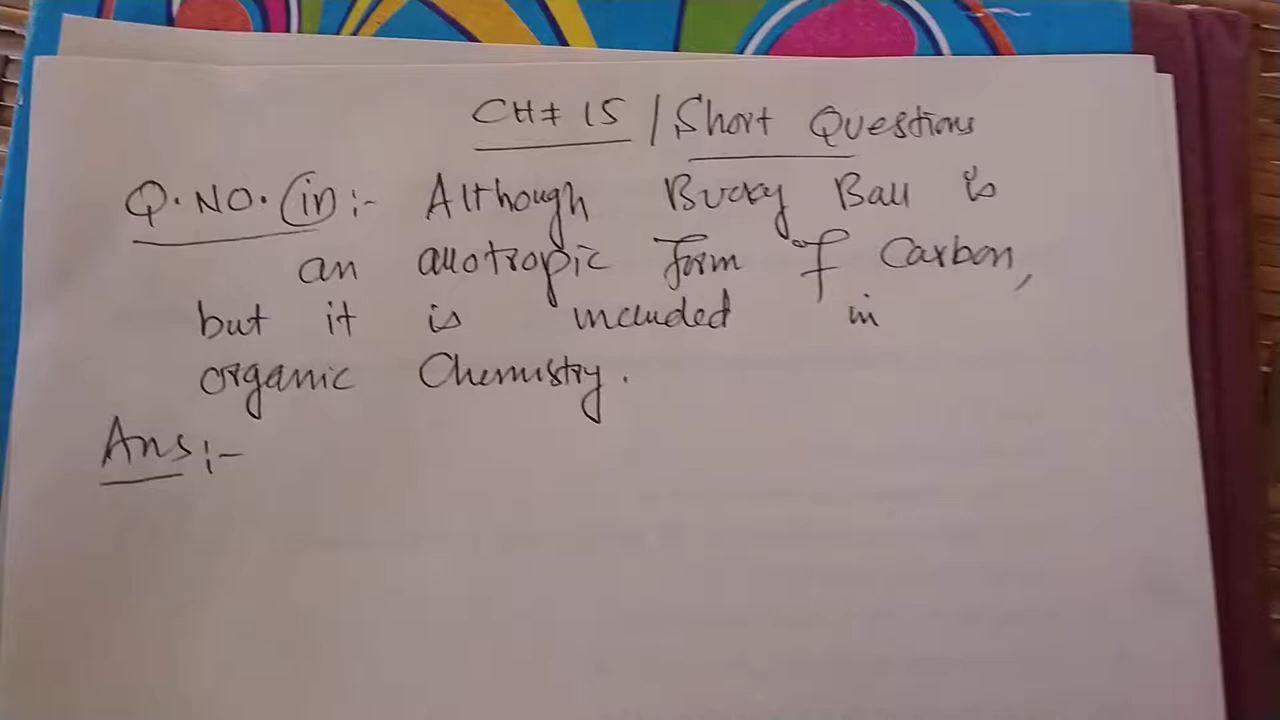 CH# 15 / Short Questions
Q.NO.(iv):- Although Bucky Ball is
an allotropic form of Carbon,
but it is included in
organic Chemistry.
Ans:-